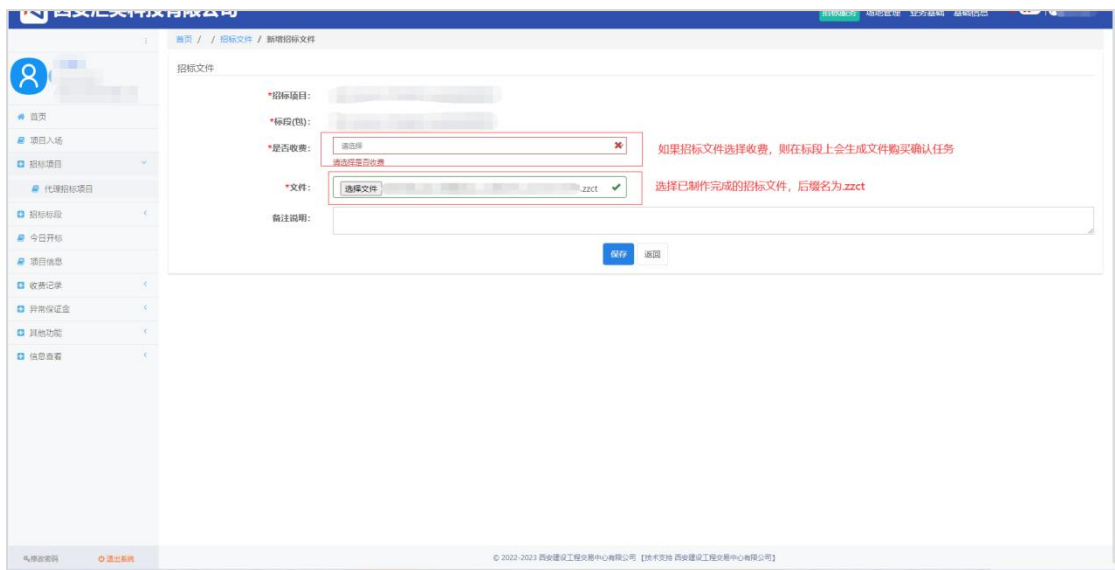 首页 / / 招标文件 / 新增招标文件
招标文件
*招标项目：
*标段(包)：
*是否收费：
请选择
请选择是否收费
如果招标文件选择收费，则在标段上会生成文件购买确认任务
*文件：
选择文件
.zzct
选择已制作完成的招标文件，后缀名为.zzct
备注说明：
保存 返回
首页
项目入场
招标项目
代理招标项目
招标标段
今日开标
项目信息
收费记录
异常保证金
其他功能
信息查看
修改密码 退出系统
© 2022-2023 西安建设工程交易中心有限公司 【技术支持 西安建设工程交易中心有限公司】